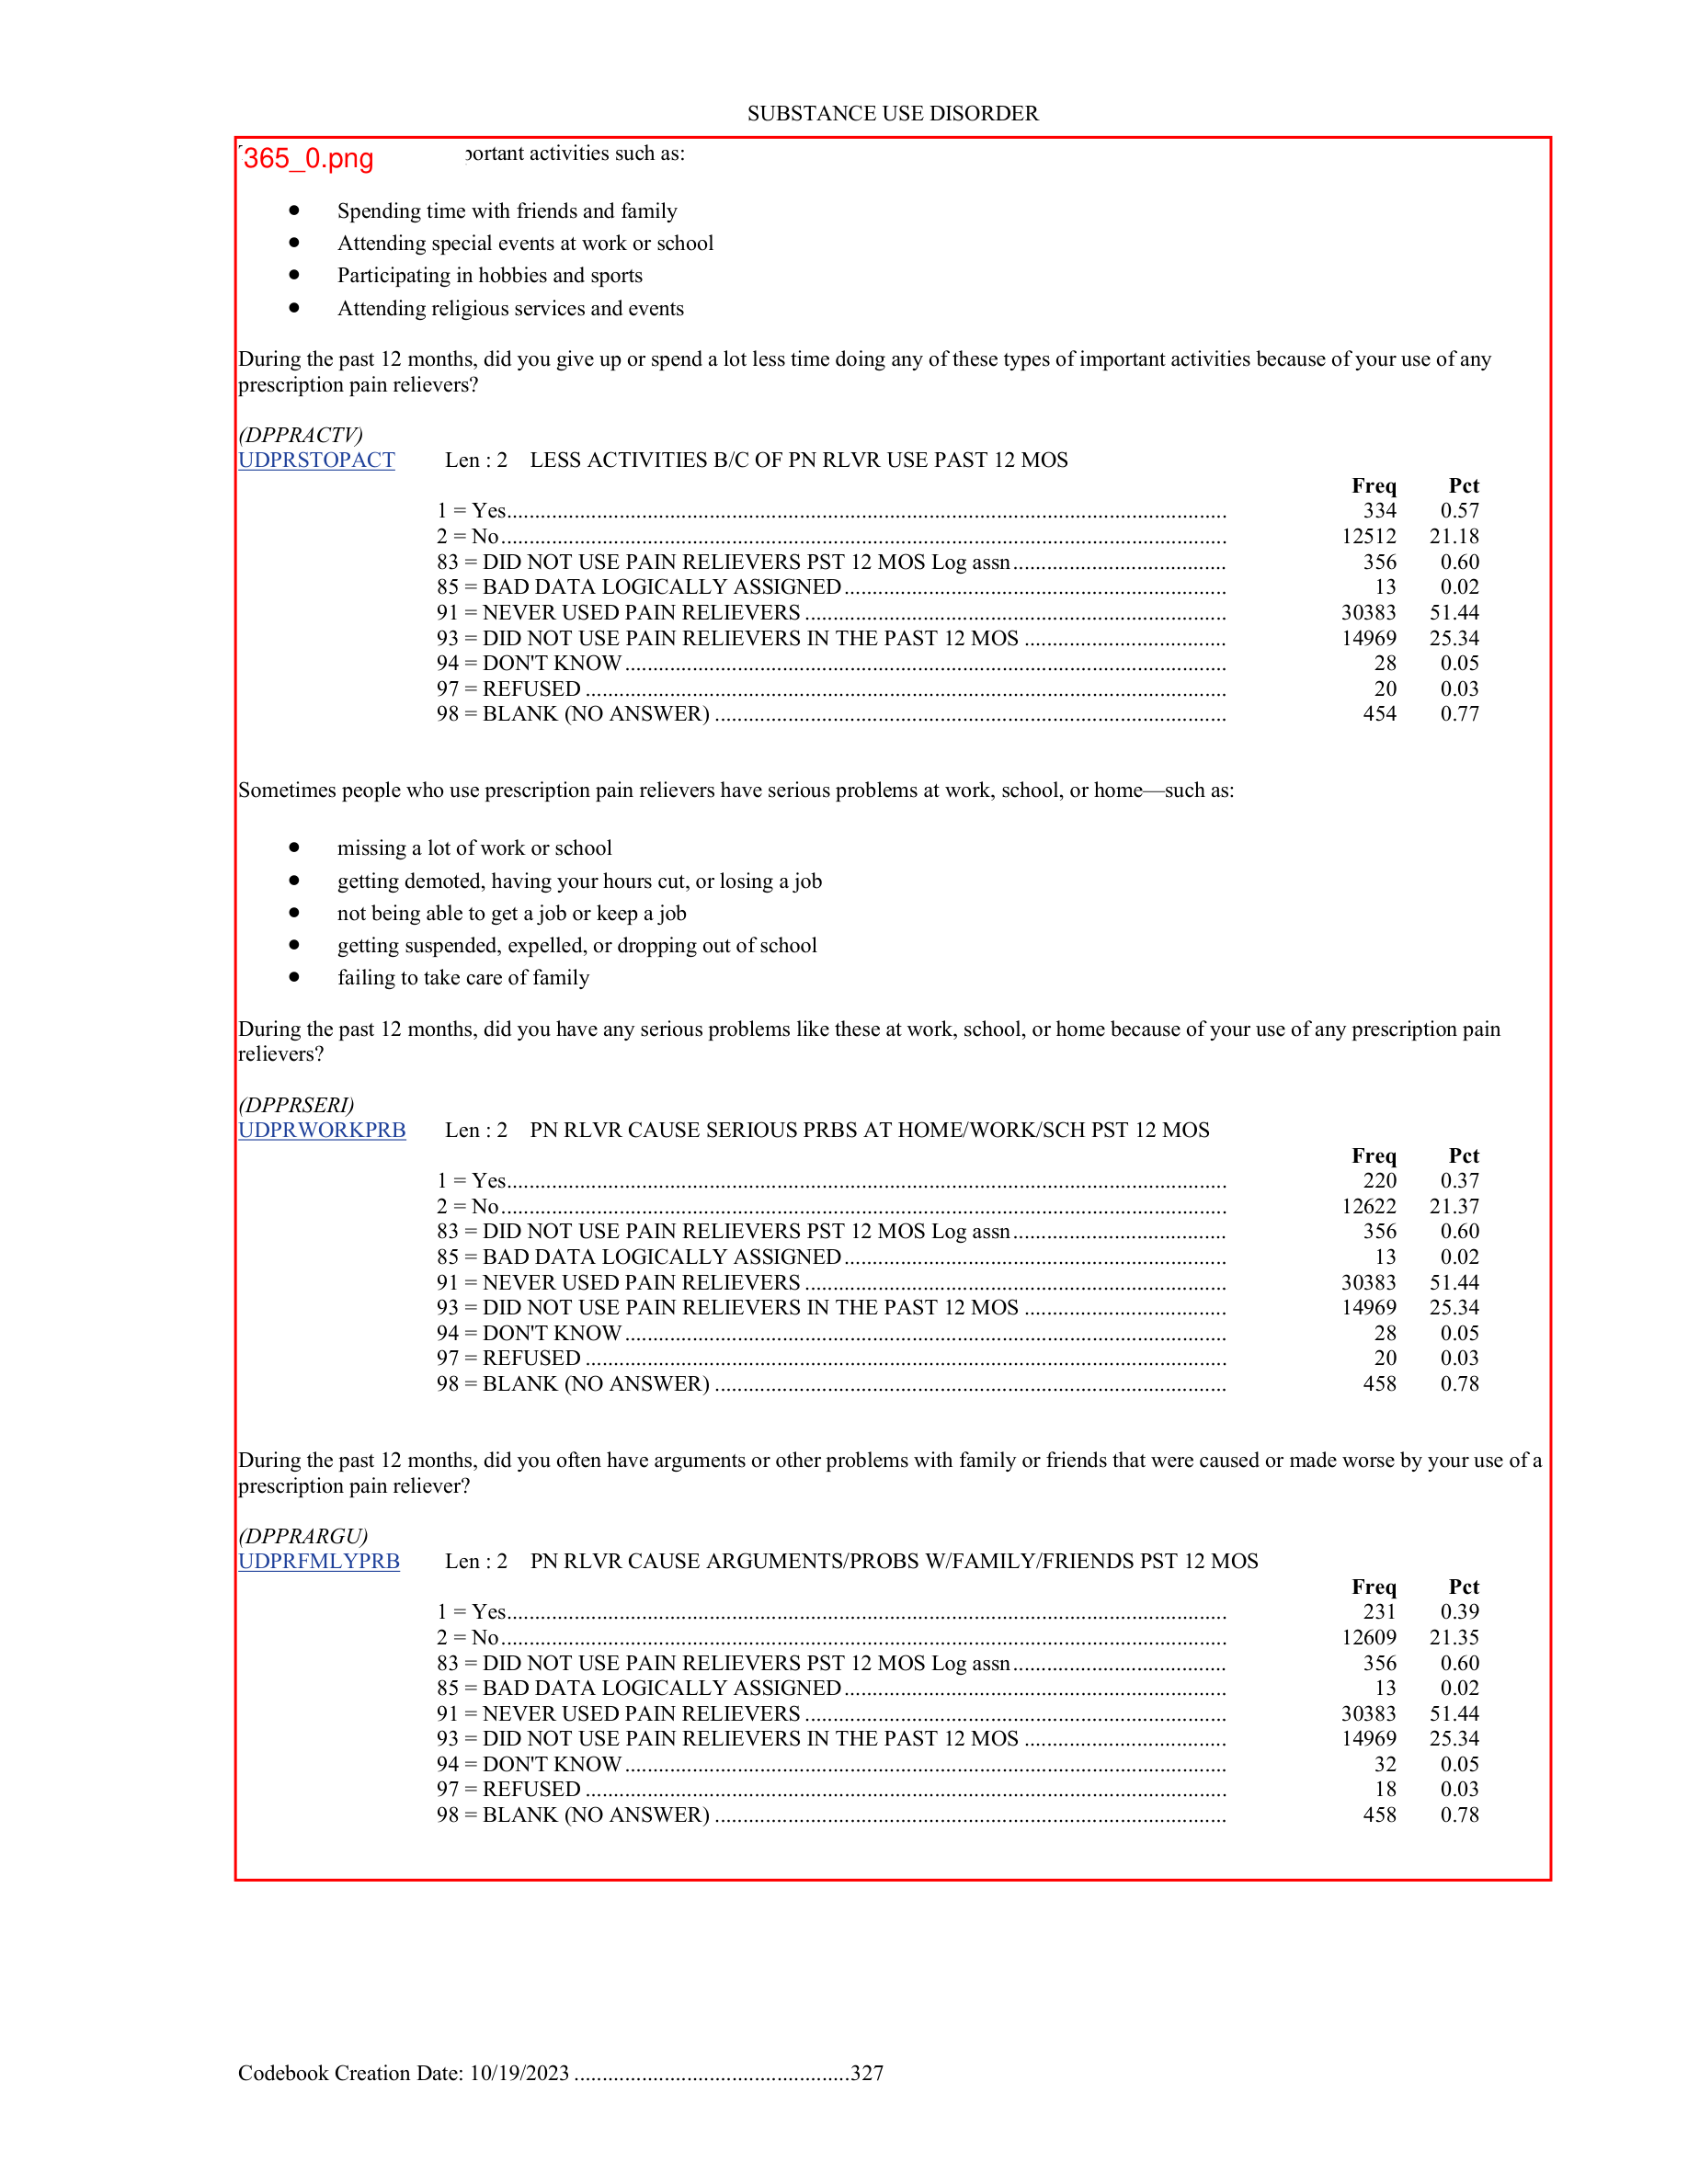 SUBSTANCE USE DISORDER
365_0.png
activities such as:
● Spending time with friends and family
● Attending special events at work or school
● Participating in hobbies and sports
● Attending religious services and events
During the past 12 months, did you give up or spend a lot less time doing any of these types of important activities because of your use of any
prescription pain relievers?
(DPPRACTV)
UDPRSTOPACT Len : 2 LESS ACTIVITIES B/C OF PN RLVR USE PAST 12 MOS
Freq Pct
1 = Yes 334 0.57
2 = No 12512 21.18
83 = DID NOT USE PAIN RELIEVERS PST 12 MOS Log assn 356 0.60
85 = BAD DATA LOGICALLY ASSIGNED 13 0.02
91 = NEVER USED PAIN RELIEVERS 30383 51.44
93 = DID NOT USE PAIN RELIEVERS IN THE PAST 12 MOS 14969 25.34
94 = DON'T KNOW 28 0.05
97 = REFUSED 20 0.03
98 = BLANK (NO ANSWER) 454 0.77
Sometimes people who use prescription pain relievers have serious problems at work, school, or home—such as:
● missing a lot of work or school
● getting demoted, having your hours cut, or losing a job
● not being able to get a job or keep a job
● getting suspended, expelled, or dropping out of school
● failing to take care of family
During the past 12 months, did you have any serious problems like these at work, school, or home because of your use of any prescription pain
relievers?
(DPPRSERI)
UDPRWORKPRB Len : 2 PN RLVR CAUSE SERIOUS PRBS AT HOME/WORK/SCH PST 12 MOS
Freq Pct
1 = Yes 220 0.37
2 = No 12622 21.37
83 = DID NOT USE PAIN RELIEVERS PST 12 MOS Log assn 356 0.60
85 = BAD DATA LOGICALLY ASSIGNED 13 0.02
91 = NEVER USED PAIN RELIEVERS 30383 51.44
93 = DID NOT USE PAIN RELIEVERS IN THE PAST 12 MOS 14969 25.34
94 = DON'T KNOW 28 0.05
97 = REFUSED 20 0.03
98 = BLANK (NO ANSWER) 458 0.78
During the past 12 months, did you often have arguments or other problems with family or friends that were caused or made worse by your use of a
prescription pain reliever?
(DPPRARGU)
UDPRFMLYPRB Len : 2 PN RLVR CAUSE ARGUMENTS/PROBS W/FAMILY/FRIENDS PST 12 MOS
Freq Pct
1 = Yes 231 0.39
2 = No 12609 21.35
83 = DID NOT USE PAIN RELIEVERS PST 12 MOS Log assn 356 0.60
85 = BAD DATA LOGICALLY ASSIGNED 13 0.02
91 = NEVER USED PAIN RELIEVERS 30383 51.44
93 = DID NOT USE PAIN RELIEVERS IN THE PAST 12 MOS 14969 25.34
94 = DON'T KNOW 32 0.05
97 = REFUSED 18 0.03
98 = BLANK (NO ANSWER) 458 0.78
Codebook Creation Date: 10/19/2023 327